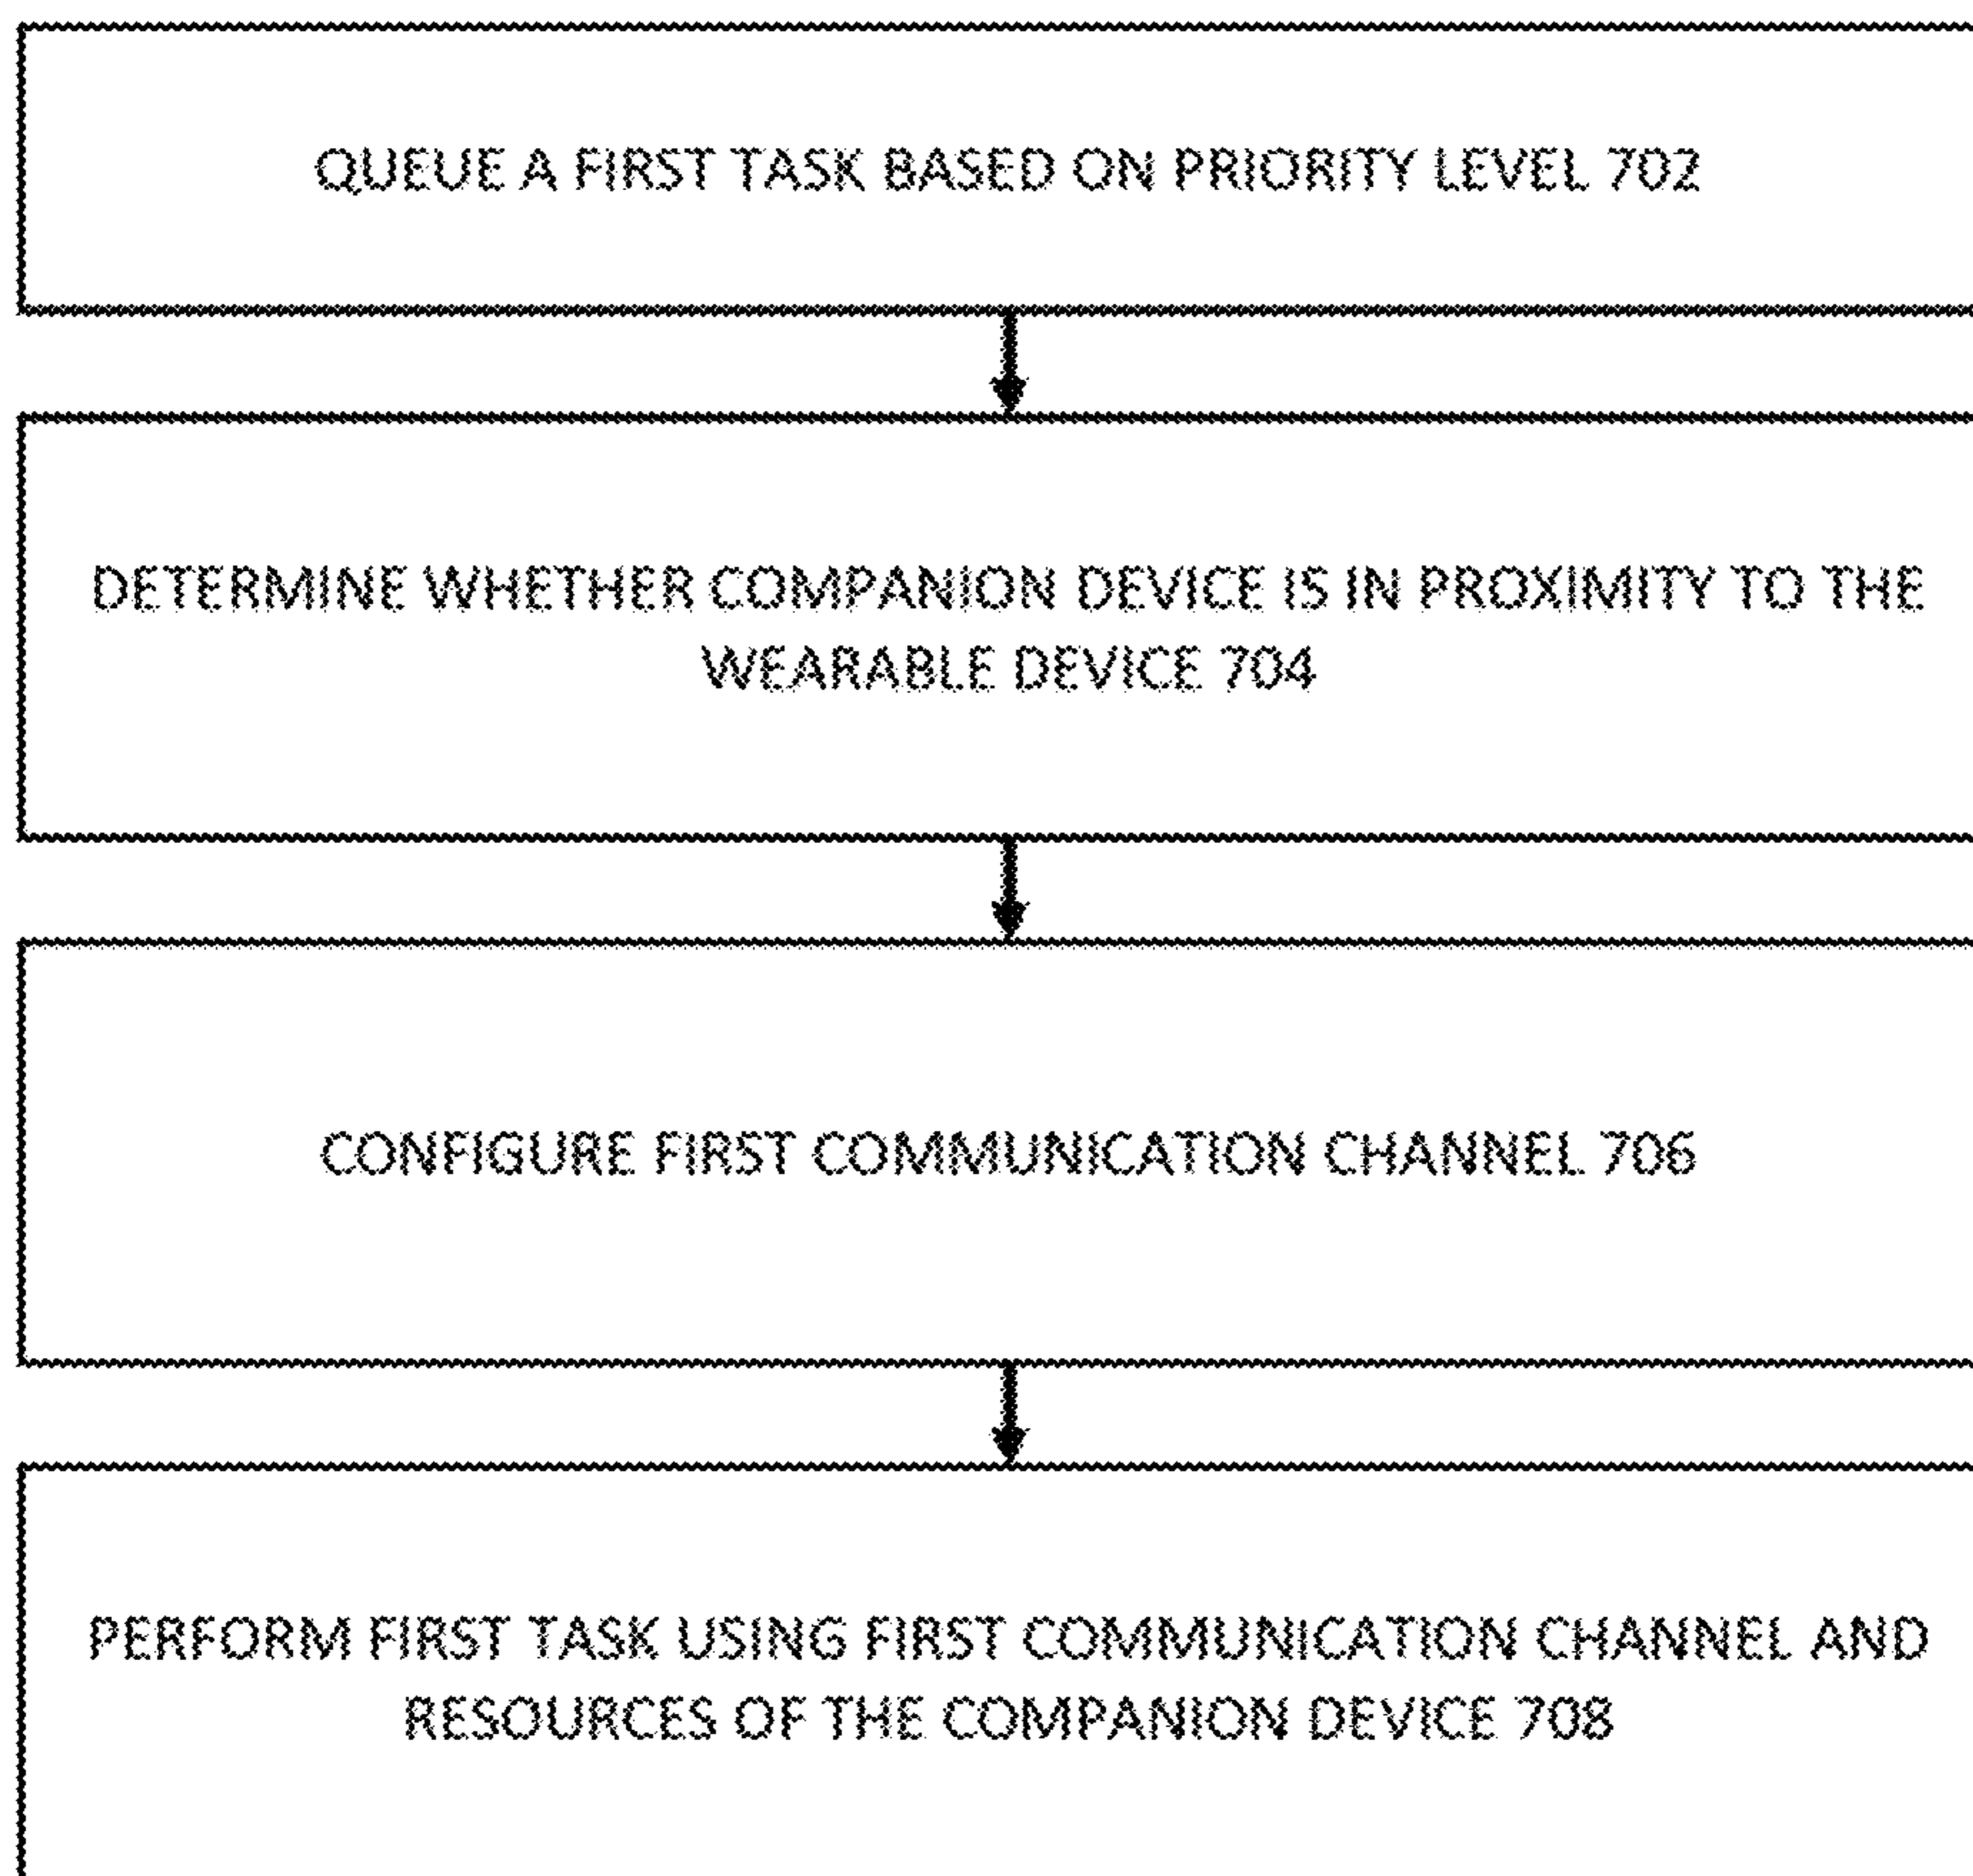 QUEUE A FIRST TASK BASED ON PRIORITY LEVEL 702
DETERMINE WHETHER COMPANION DEVICE IS IN PROXIMITY TO THE
WEARABLE DEVICE 704
CONFIGURE FIRST COMMUNICATION CHANNEL 706
PERFORM FIRST TASK USING FIRST COMMUNICATION CHANNEL AND
RESOURCES OF THE COMPANION DEVICE 708